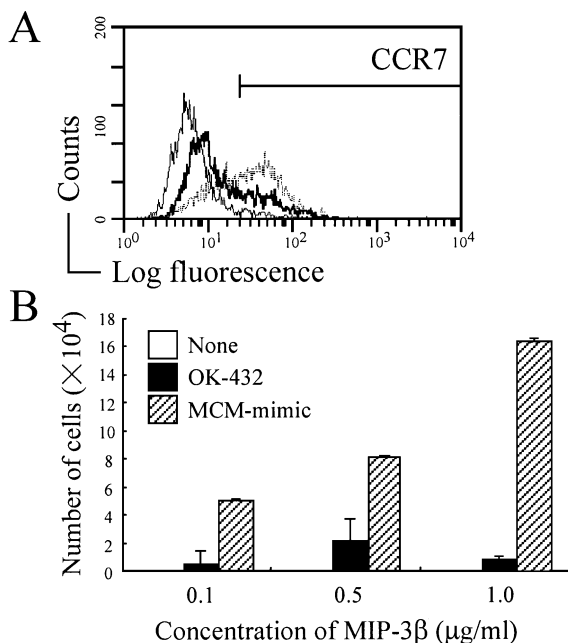 A
200
CCR7
100
0
Counts
10⁰ 10¹ 10² 10³ 10⁴
Log fluorescence
B
18
16
14
12
10
8
6
4
2
0
Number of cells (×10⁴)
None
OK-432
MCM-mimic
0.1 0.5 1.0
Concentration of MIP-3β (μg/ml)